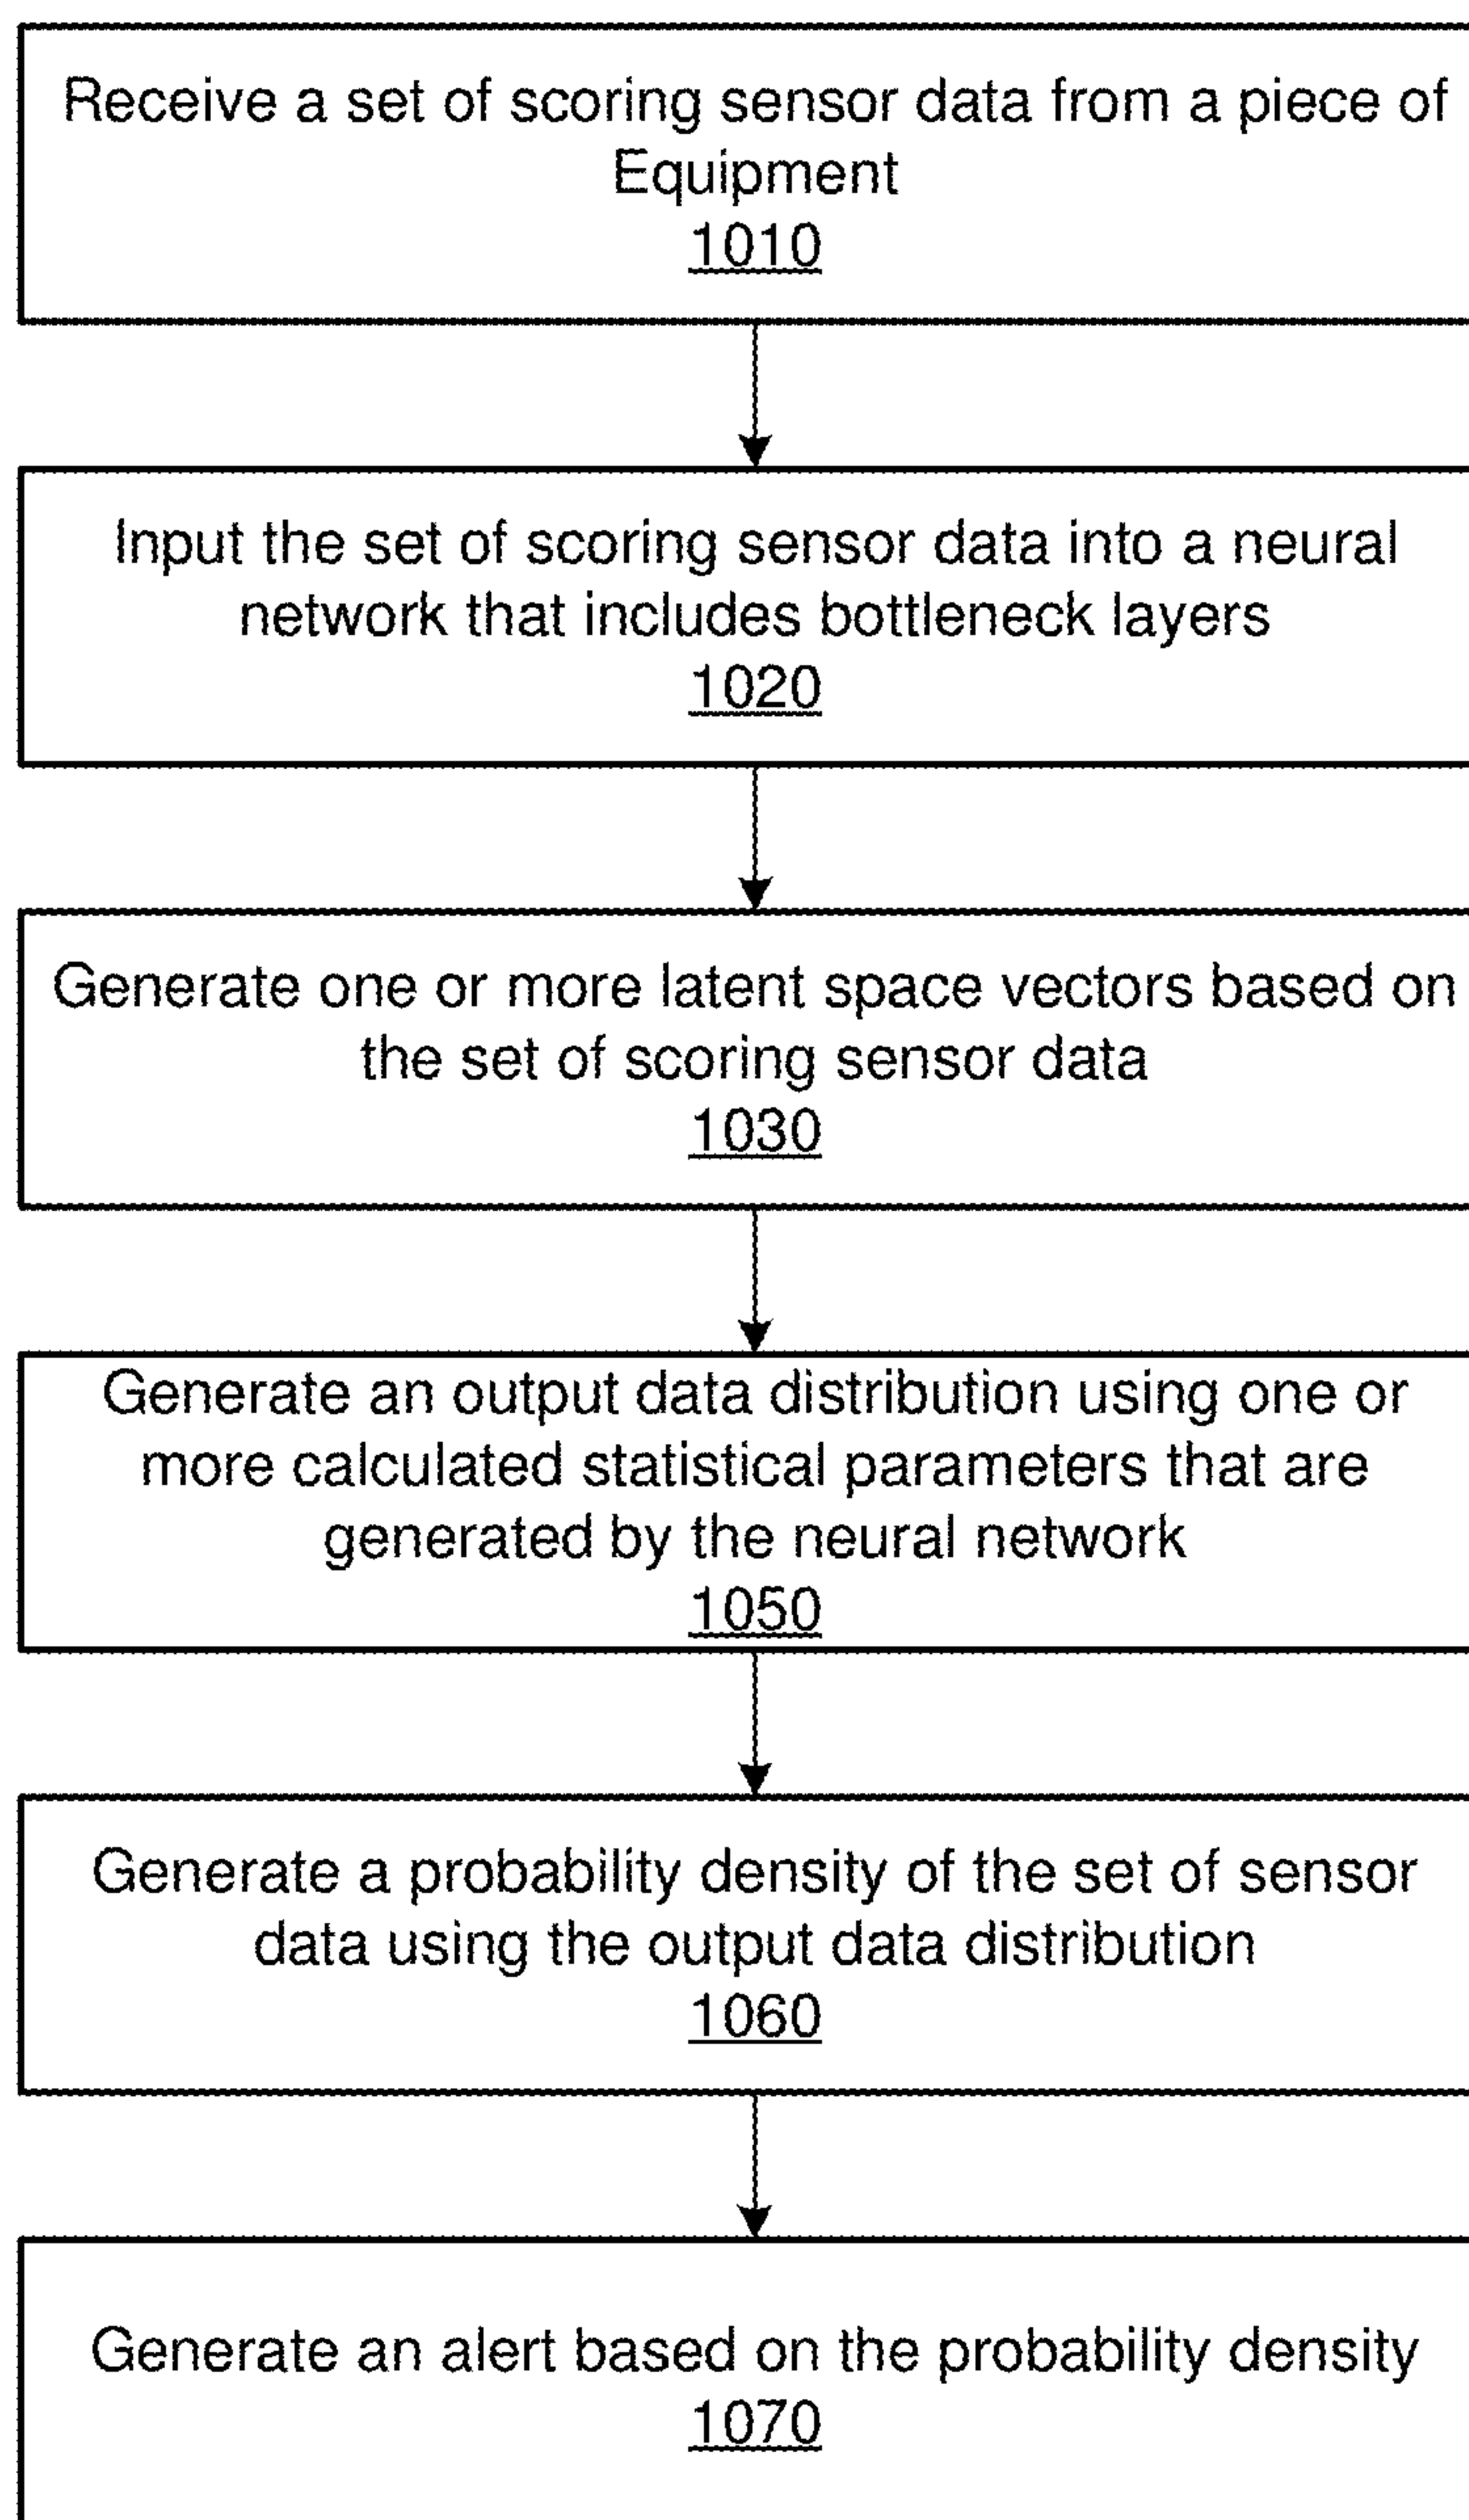 Receive a set of scoring sensor data from a piece of
Equipment
1010
Input the set of scoring sensor data into a neural
network that includes bottleneck layers
1020
Generate one or more latent space vectors based on
the set of scoring sensor data
1030
Generate an output data distribution using one or
more calculated statistical parameters that are
generated by the neural network
1050
Generate a probability density of the set of sensor
data using the output data distribution
1060
Generate an alert based on the probability density
1070